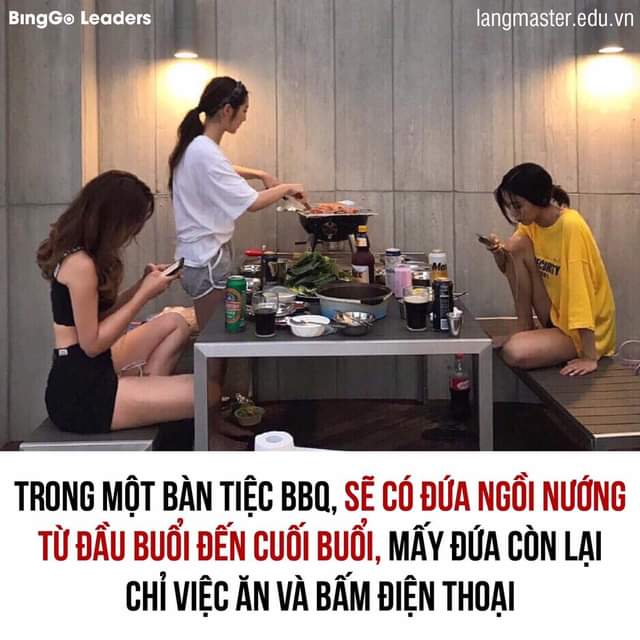 BingGo Leaders
langmaster.edu.vn
TRONG MỘT BÀN TIỆC BBQ, SẼ CÓ ĐỨA NGỒI NƯỚNG
TỪ ĐẦU BUỔI ĐẾN CUỐI BUỔI, MẤY ĐỨA CÒN LẠI
CHỈ VIỆC ĂN VÀ BẤM ĐIỆN THOẠI